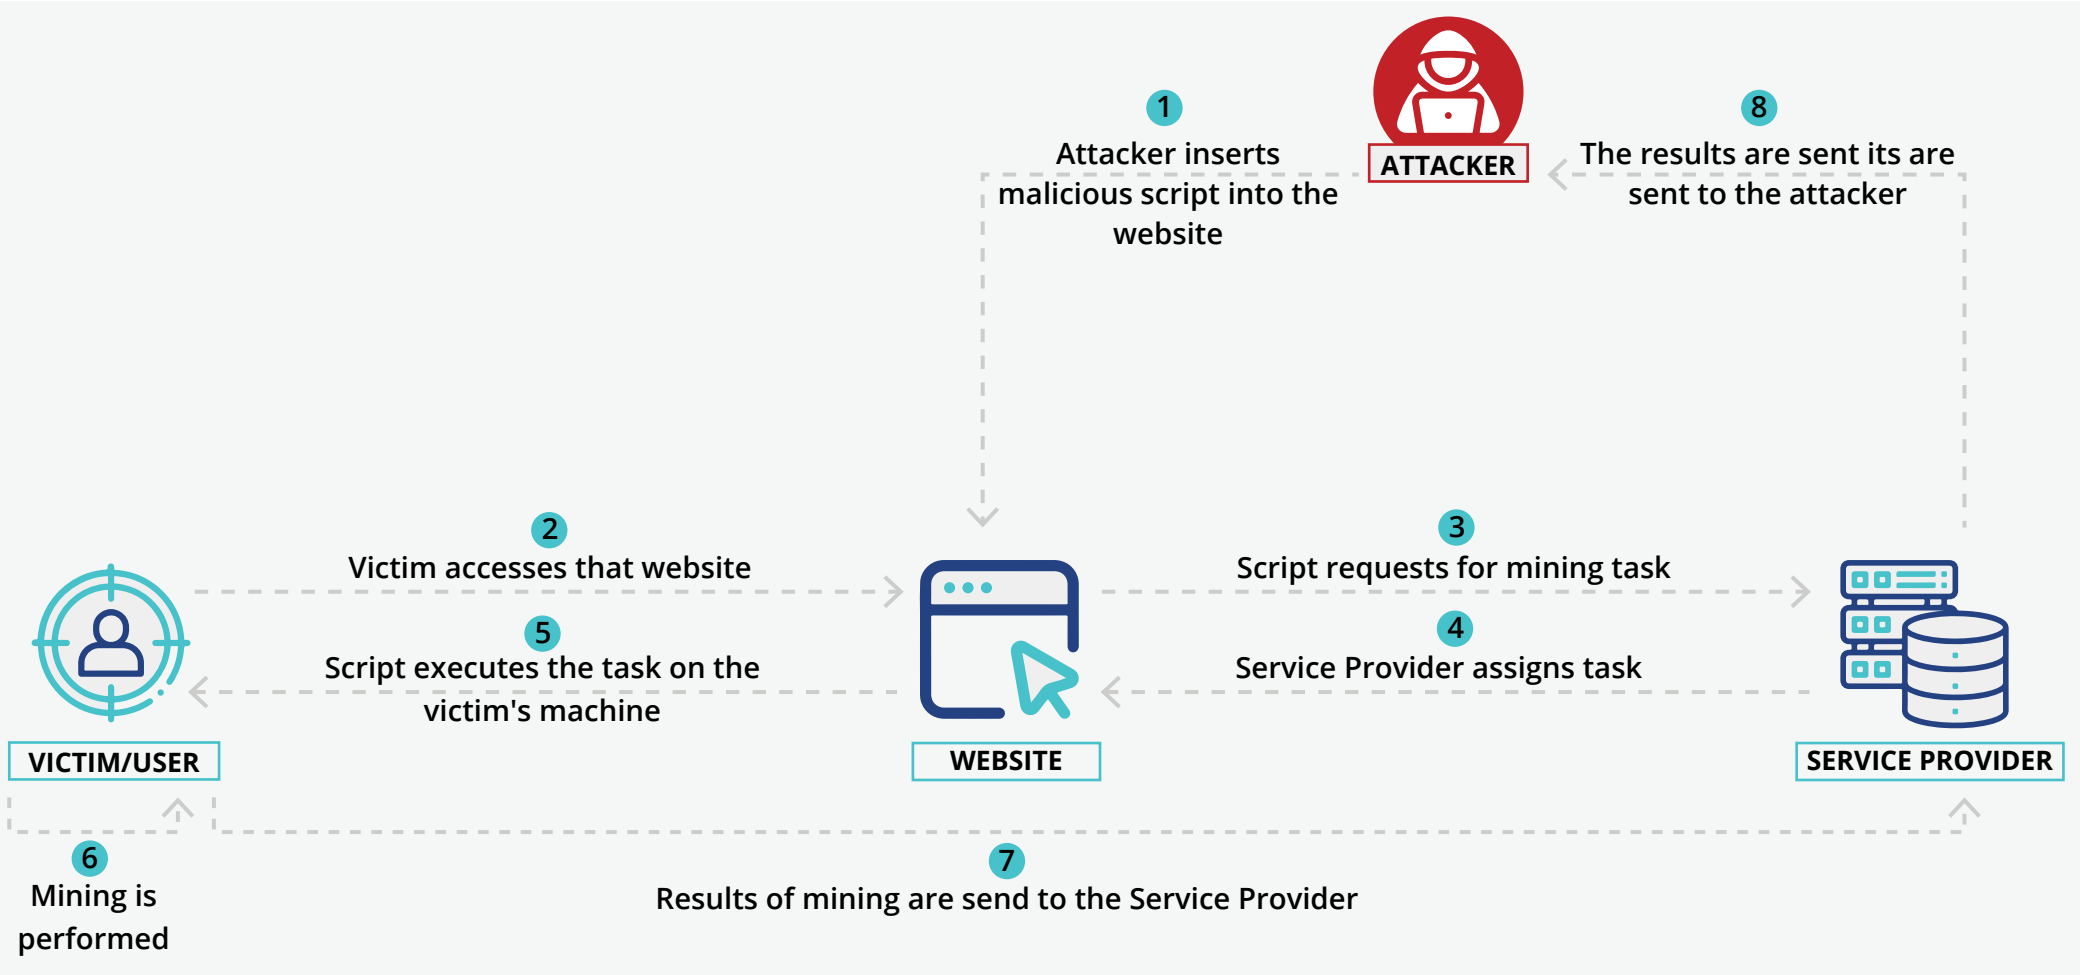 1
Attacker inserts
malicious script into the
website
ATTACKER
8
The results are sent its are
sent to the attacker
2
Victim accesses that website
3
Script requests for mining task
5
Script executes the task on the
victim's machine
4
Service Provider assigns task
VICTIM/USER
WEBSITE
SERVICE PROVIDER
6
Mining is
performed
7
Results of mining are send to the Service Provider